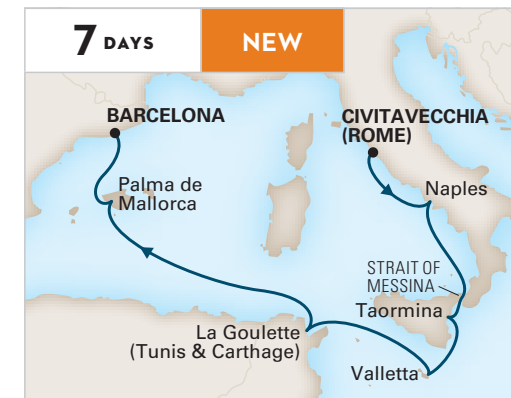 7 DAYS
NEW
BARCELONA
CIVITAVECCHIA
(ROME)
Palma de
Mallorca
Naples
STRAIT OF
MESSINA
Taormina
La Goulette
(Tunis & Carthage)
Valletta